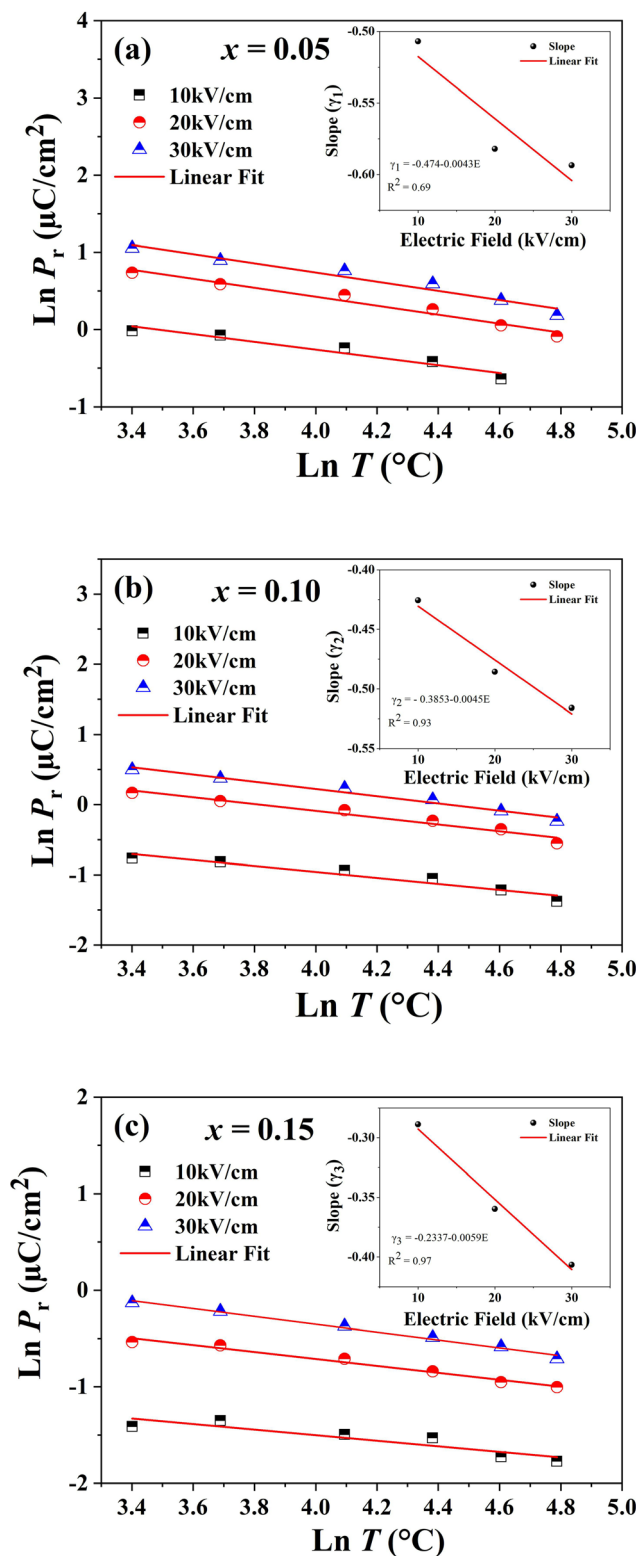 (a)
x = 0.05
10kV/cm
20kV/cm
30kV/cm
Linear Fit
Ln Pr (μC/cm²)
4
3
2
1
0
-1
3.4 3.6 3.8 4.0 4.2 4.4 4.6 4.8 5.0
Ln T (°C)
Slope
Linear Fit
γ1 = -0.474-0.0043E
R² = 0.69
Slope (γ1)
-0.50
-0.55
-0.60
10 20 30
Electric Field (kV/cm)
(b)
x = 0.10
10kV/cm
20kV/cm
30kV/cm
Linear Fit
Ln Pr (μC/cm²)
3
2
1
0
-1
-2
3.4 3.6 3.8 4.0 4.2 4.4 4.6 4.8 5.0
Ln T (°C)
Slope
Linear Fit
γ2 = - 0.3853-0.0045E
R² = 0.93
Slope (γ2)
-0.40
-0.45
-0.50
-0.55
10 20 30
Electric Field (kV/cm)
(c)
x = 0.15
10kV/cm
20kV/cm
30kV/cm
Linear Fit
Ln Pr (μC/cm²)
2
1
0
-1
-2
3.4 3.6 3.8 4.0 4.2 4.4 4.6 4.8 5.0
Ln T (°C)
Slope
Linear Fit
γ3 = -0.2337-0.0059E
R² = 0.97
Slope (γ3)
-0.30
-0.35
-0.40
10 20 30
Electric Field (kV/cm)